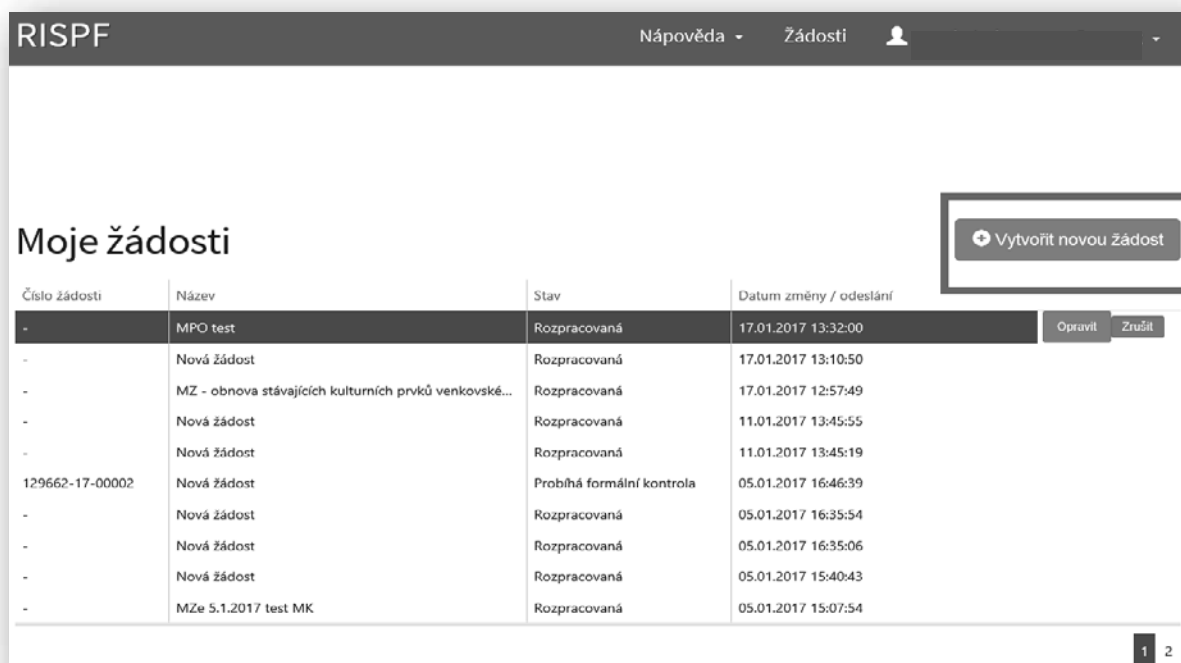 RISPF Nápověda Žádosti
Moje žádosti Vytvořit novou žádost
Číslo žádosti Název Stav Datum změny / odeslání
- MPO test Rozpracovaná 17.01.2017 13:32:00 Opravit Zrušit
- Nová žádost Rozpracovaná 17.01.2017 13:10:50
- MZ - obnova stávajících kulturních prvků venkovské... Rozpracovaná 17.01.2017 12:57:49
- Nová žádost Rozpracovaná 11.01.2017 13:45:55
- Nová žádost Rozpracovaná 11.01.2017 13:45:19
129662-17-00002 Nová žádost Probíhá formální kontrola 05.01.2017 16:46:39
- Nová žádost Rozpracovaná 05.01.2017 16:35:54
- Nová žádost Rozpracovaná 05.01.2017 16:35:06
- Nová žádost Rozpracovaná 05.01.2017 15:40:43
- MZe 5.1.2017 test MK Rozpracovaná 05.01.2017 15:07:54
1 2